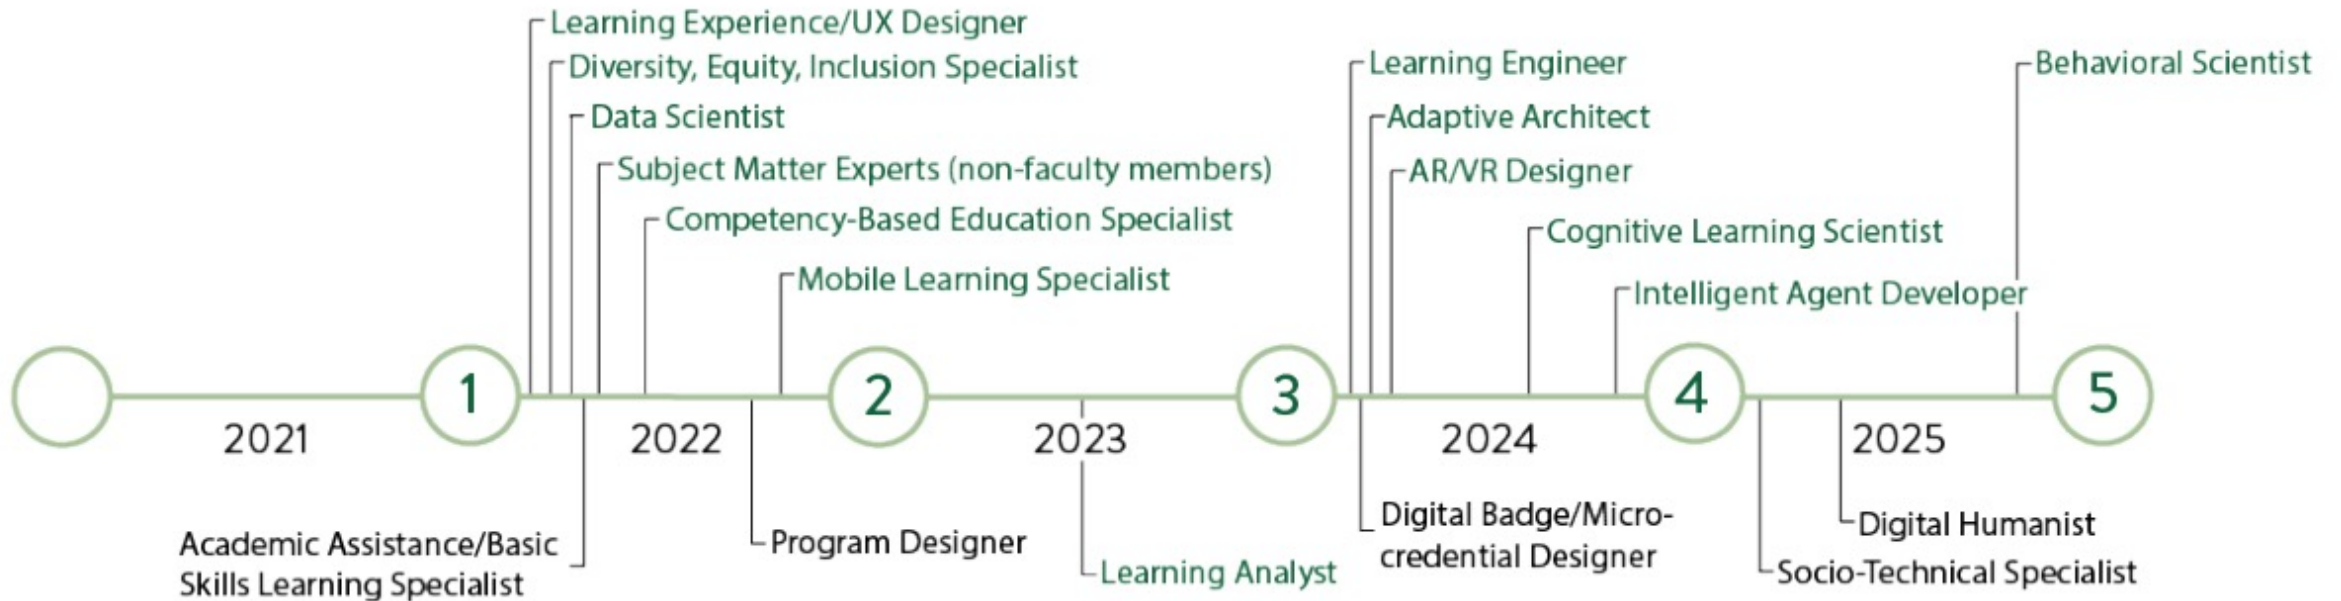 Learning Experience/UX Designer
Diversity, Equity, Inclusion Specialist
Data Scientist
Subject Matter Experts (non-faculty members)
Competency-Based Education Specialist
Mobile Learning Specialist
Learning Engineer
Adaptive Architect
AR/VR Designer
Cognitive Learning Scientist
Intelligent Agent Developer
Behavioral Scientist
1
2
3
4
5
2021
2022
2023
2024
2025
Academic Assistance/Basic
Skills Learning Specialist
Program Designer
Learning Analyst
Digital Badge/Micro-
credential Designer
Digital Humanist
Socio-Technical Specialist